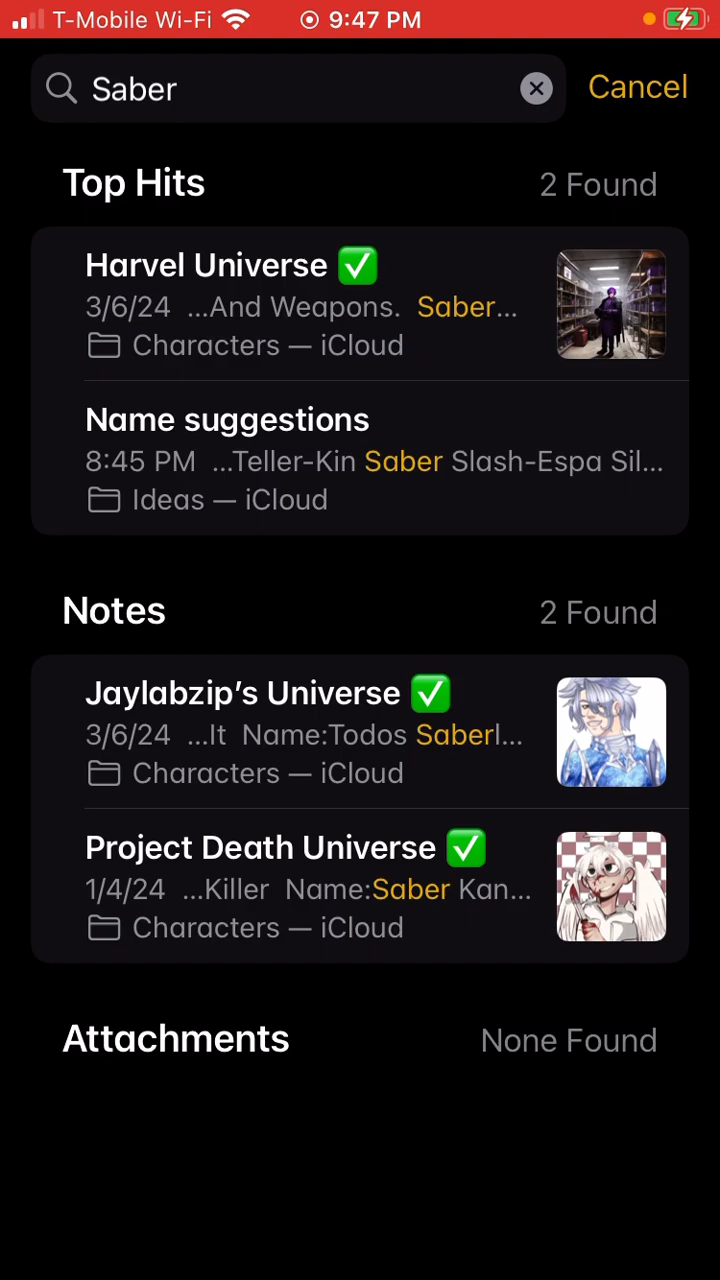 T-Mobile Wi-Fi 9:47 PM
Saber Cancel
Top Hits 2 Found
Harvel Universe ✅
3/6/24 ...And Weapons. Saber...
Characters — iCloud
Name suggestions
8:45 PM ...Teller-Kin Saber Slash-Espa Sil...
Ideas — iCloud
Notes 2 Found
Jaylabzip’s Universe ✅
3/6/24 ...It Name:Todos Saberl...
Characters — iCloud
Project Death Universe ✅
1/4/24 ...Killer Name:Saber Kan...
Characters — iCloud
Attachments None Found